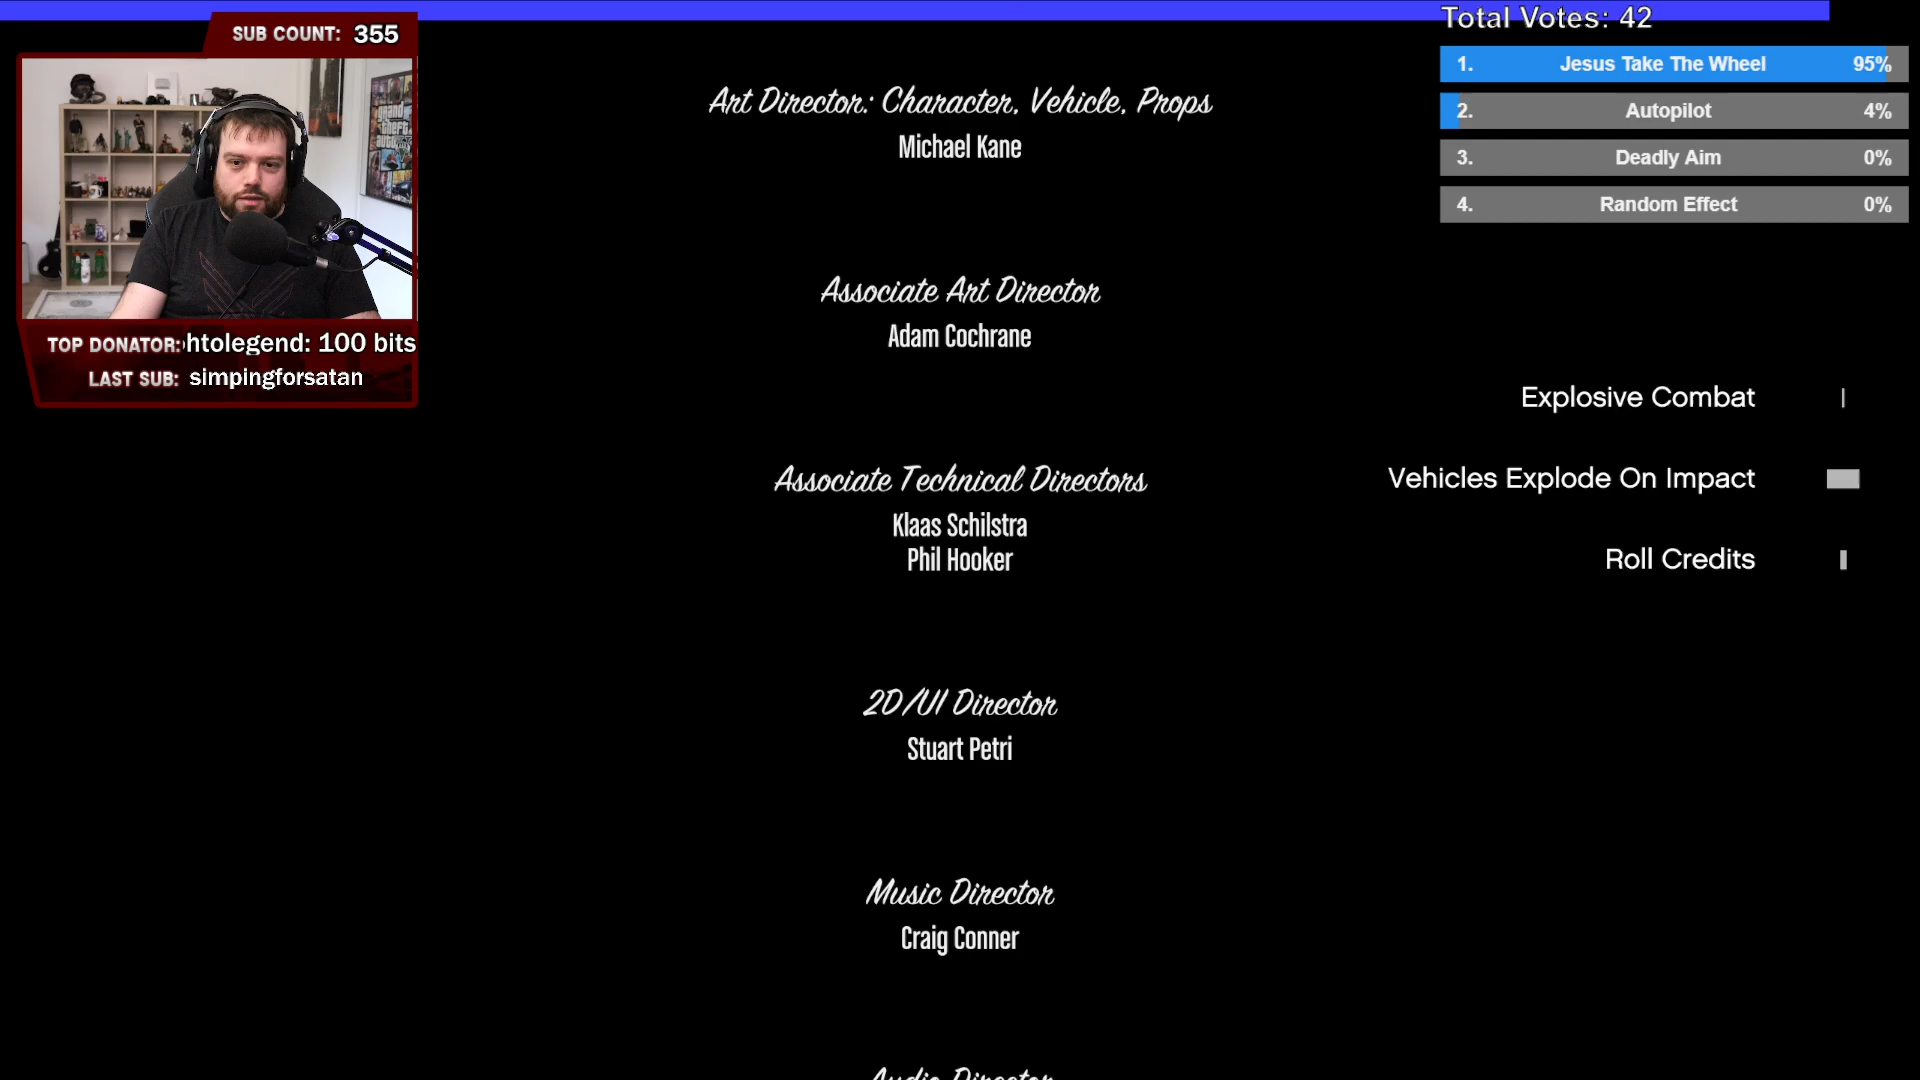 SUB COUNT: 355
TOP DONATOR: htolegend: 100 bits
LAST SUB: simpingforsatan
Art Director: Character, Vehicle, Props
Michael Kane
Associate Art Director
Adam Cochrane
Associate Technical Directors
Klaas Schilstra
Phil Hooker
2D/UI Director
Stuart Petri
Music Director
Craig Conner
Audio Director
Total Votes: 42
1. Jesus Take The Wheel 95%
2. Autopilot 4%
3. Deadly Aim 0%
4. Random Effect 0%
Explosive Combat
Vehicles Explode On Impact
Roll Credits